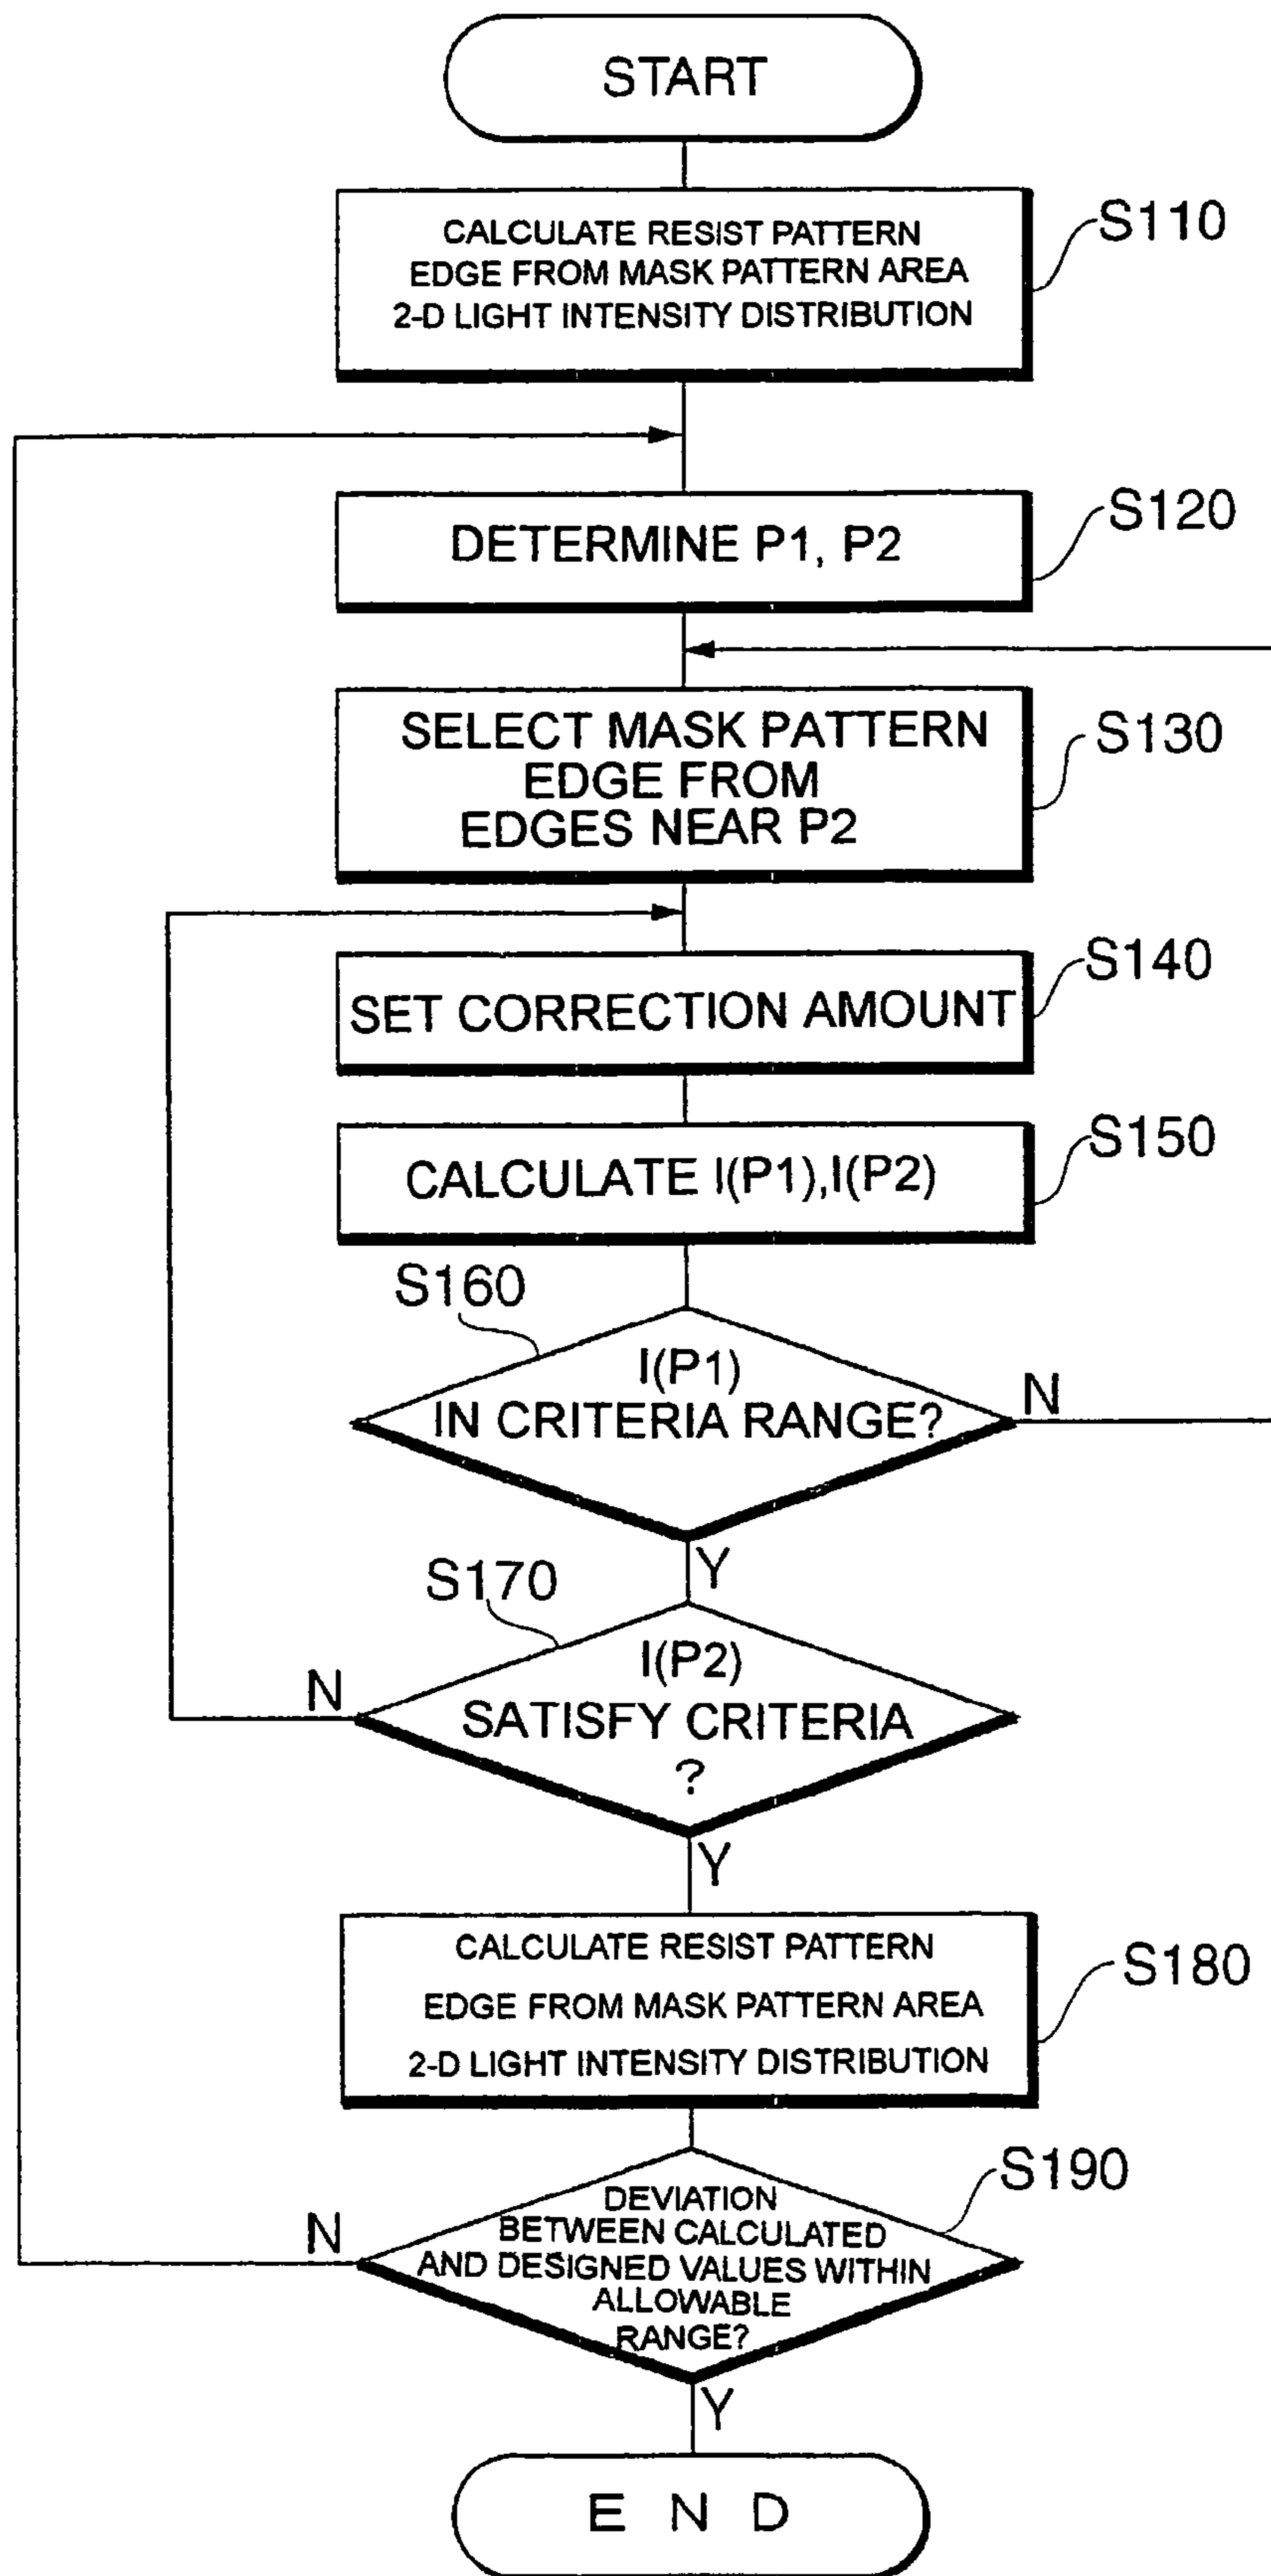 START
CALCULATE RESIST PATTERN
EDGE FROM MASK PATTERN AREA
2-D LIGHT INTENSITY DISTRIBUTION
S110
DETERMINE P1, P2
S120
SELECT MASK PATTERN
EDGE FROM
EDGES NEAR P2
S130
SET CORRECTION AMOUNT
S140
CALCULATE I(P1),I(P2)
S150
S160
I(P1)
IN CRITERIA RANGE?
N
Y
S170
I(P2)
SATISFY CRITERIA
?
N
Y
CALCULATE RESIST PATTERN
EDGE FROM MASK PATTERN AREA
2-D LIGHT INTENSITY DISTRIBUTION
S180
S190
DEVIATION
BETWEEN CALCULATED
AND DESIGNED VALUES WITHIN
ALLOWABLE
RANGE?
N
Y
E N D